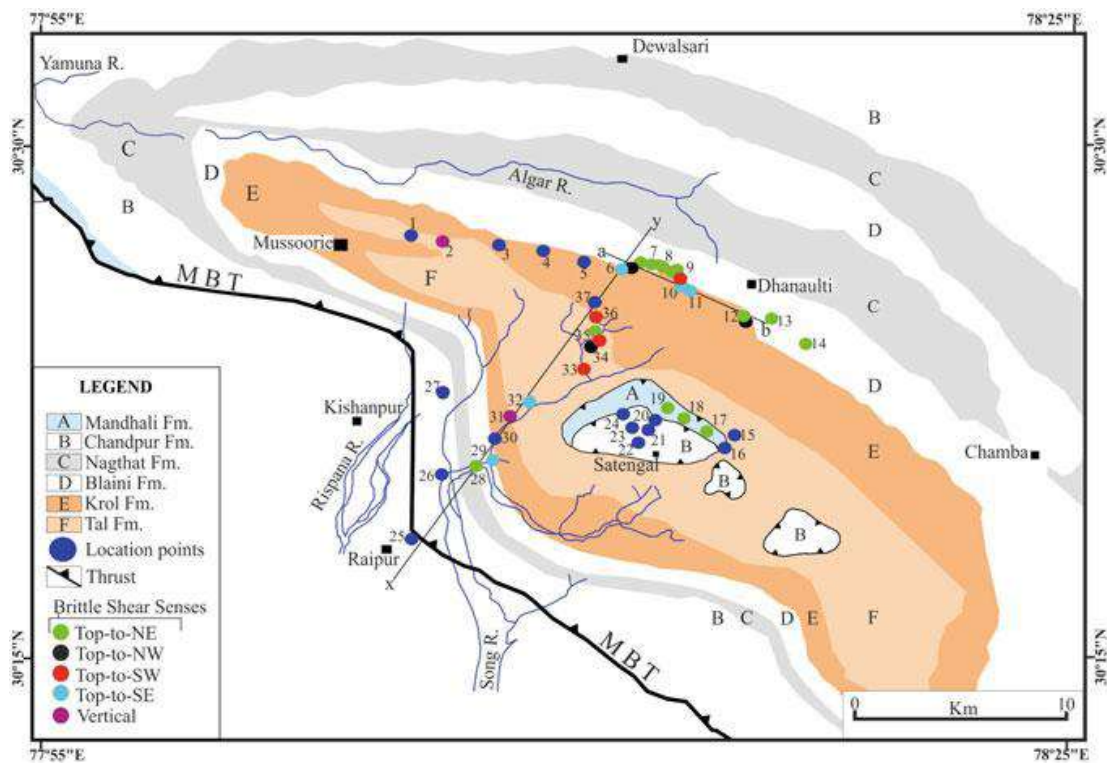 77°55"E
78°25"E
Dewalsari
Yamuna R.
B
30°30"N
30°30"N
C
D
C
Algar R.
B
E
D
y
1
2
3
4
5
a
6
7
8
9
10
11
Mussoorie
MBT
F
Dhanaulti
12
b
13
14
C
37
36
35
34
33
D
LEGEND
A Mandhali Fm.
B Chandpur Fm.
C Nagthat Fm.
D Blaini Fm.
E Krol Fm.
F Tal Fm.
Location points
Thrust
Brittle Shear Senses
Top-to-NE
Top-to-NW
Top-to-SW
Top-to-SE
Vertical
27
Kishanpur
32
31
30
29
28
26
25
Rispana R.
Raipur
x
A
19
18
17
20
24
23
21
22
B
15
16
Satengal
B
B
E
Chamba
Song R.
MBT
B
C
D
E
F
30°15"N
30°15"N
0
Km
10
77°55"E
78°25"E